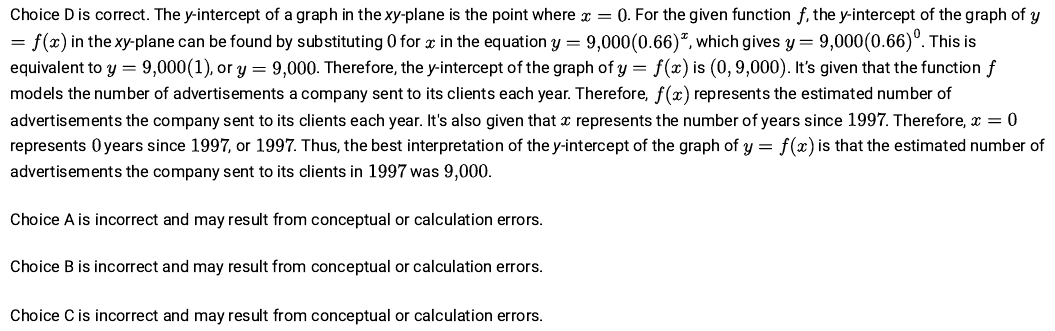 Choice D is correct. The y-intercept of a graph in the xy-plane is the point where x = 0. For the given function f, the y-intercept of the graph of y
= f(x) in the xy-plane can be found by substituting 0 for x in the equation y = 9,000(0.66)^x, which gives y = 9,000(0.66)^0. This is
equivalent to y = 9,000(1), or y = 9,000. Therefore, the y-intercept of the graph of y = f(x) is (0, 9,000). It's given that the function f
models the number of advertisements a company sent to its clients each year. Therefore, f(x) represents the estimated number of
advertisements the company sent to its clients each year. It's also given that x represents the number of years since 1997. Therefore, x = 0
represents 0 years since 1997, or 1997. Thus, the best interpretation of the y-intercept of the graph of y = f(x) is that the estimated number of
advertisements the company sent to its clients in 1997 was 9,000.
Choice A is incorrect and may result from conceptual or calculation errors.
Choice B is incorrect and may result from conceptual or calculation errors.
Choice C is incorrect and may result from conceptual or calculation errors.